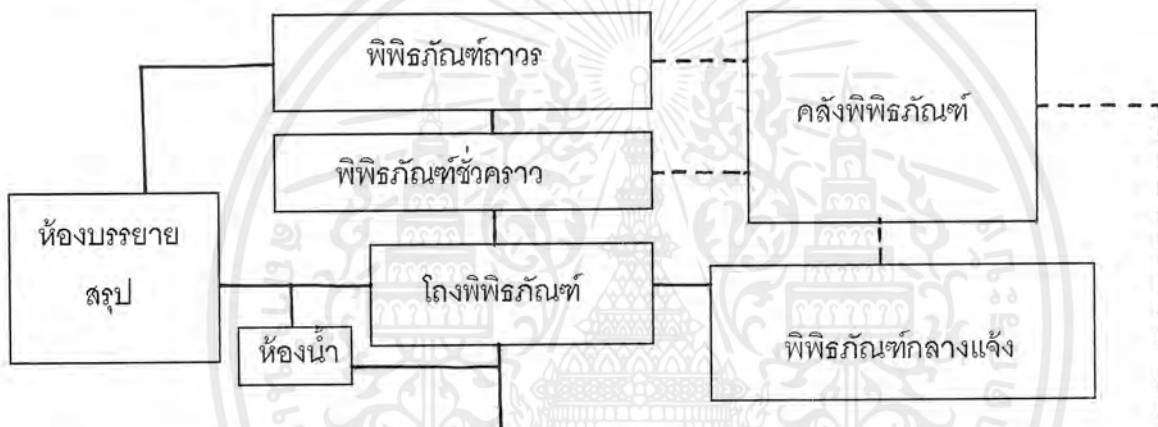 พิพิธภัณฑ์ถาวร
คลังพิพิธภัณฑ์
พิพิธภัณฑ์ชั่วคราว
ห้องบรรยาย
สรุป
โถงพิพิธภัณฑ์
ห้องน้ำ
พิพิธภัณฑ์กลางแจ้ง